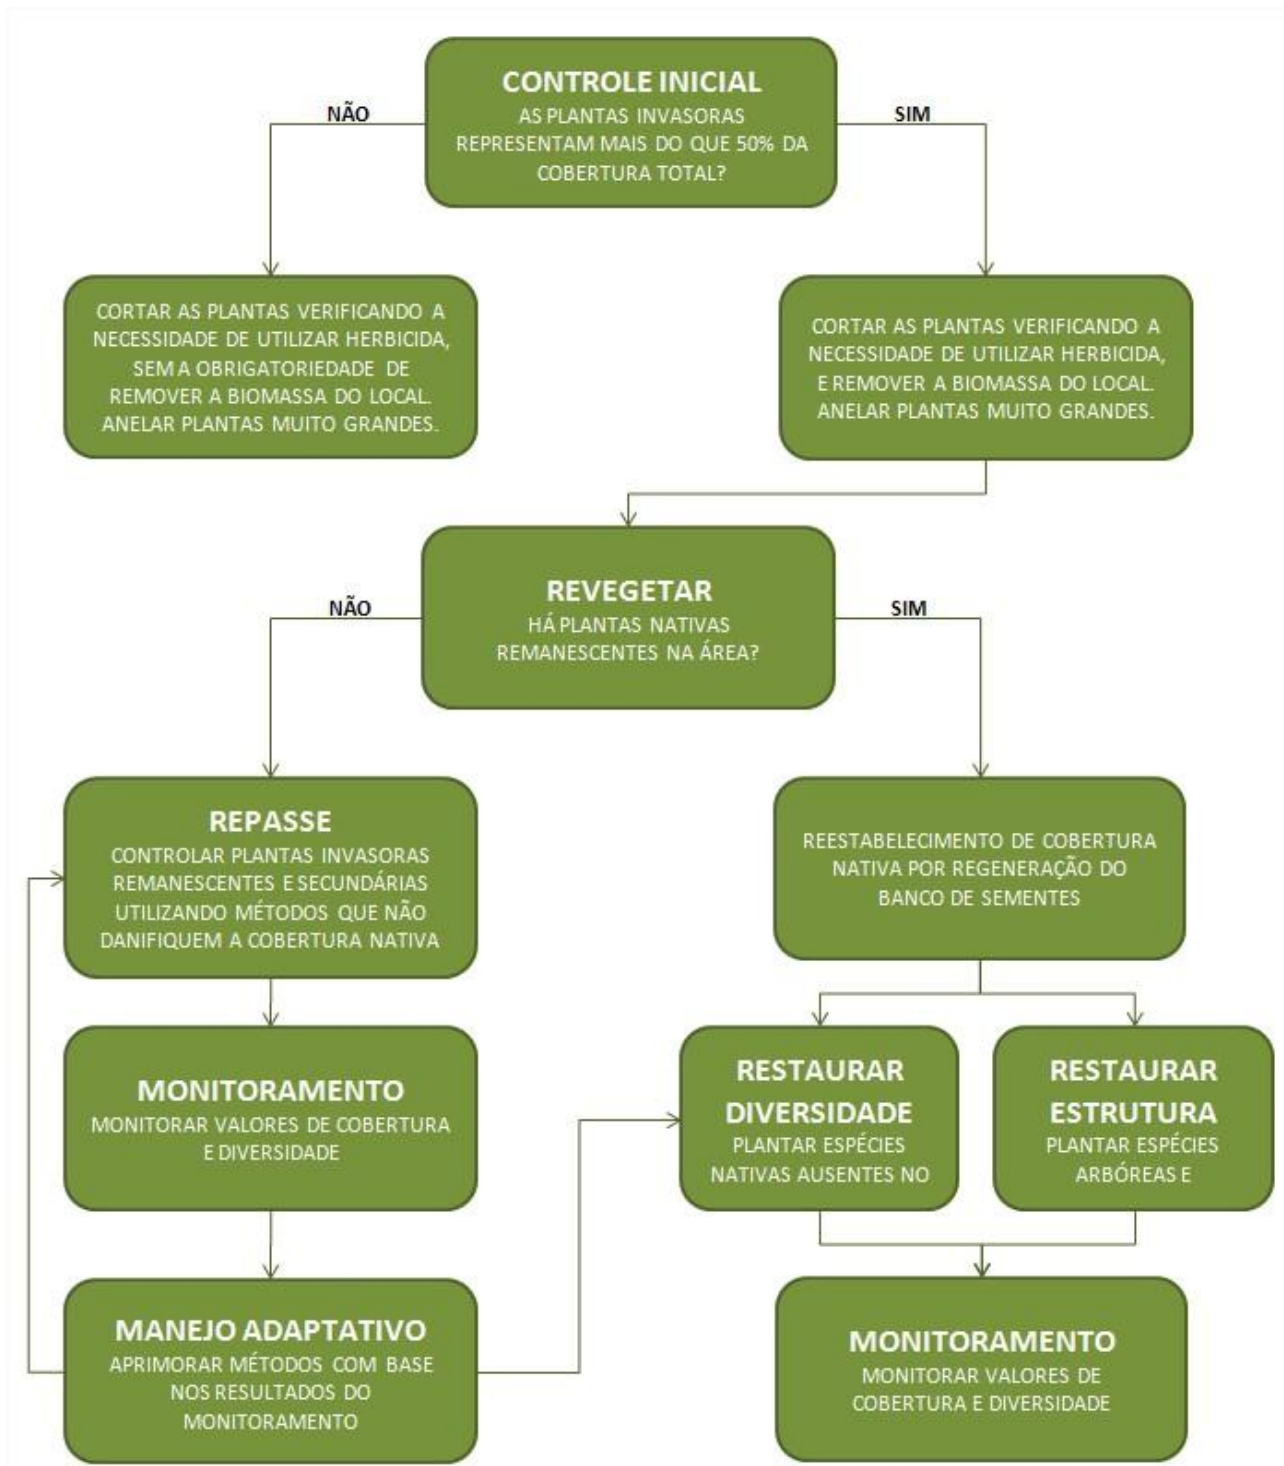 CONTROLE INICIAL
AS PLANTAS INVASORAS
REPRESENTAM MAIS DO QUE 50% DA
COBERTURA TOTAL?
NÃO
SIM
CORTAR AS PLANTAS VERIFICANDO A
NECESSIDADE DE UTILIZAR HERBICIDA,
SEM A OBRIGATORIEDADE DE
REMOVER A BIOMASSA DO LOCAL.
ANELAR PLANTAS MUITO GRANDES.
CORTAR AS PLANTAS VERIFICANDO A
NECESSIDADE DE UTILIZAR HERBICIDA,
E REMOVER A BIOMASSA DO LOCAL.
ANELAR PLANTAS MUITO GRANDES.
REVEGETAR
HÁ PLANTAS NATIVAS
REMANESCENTES NA ÁREA?
NÃO
SIM
REPASSE
CONTROLAR PLANTAS INVASORAS
REMANESCENTES E SECUNDÁRIAS
UTILIZANDO MÉTODOS QUE NÃO
DANIFIQUEM A COBERTURA NATIVA
REESTABELECIMENTO DE COBERTURA
NATIVA POR REGENERAÇÃO DO
BANCO DE SEMENTES
MONITORAMENTO
MONITORAR VALORES DE COBERTURA
E DIVERSIDADE
RESTAURAR
DIVERSIDADE
PLANTAR ESPÉCIES
NATIVAS AUSENTES NO
RESTAURAR
ESTRUTURA
PLANTAR ESPÉCIES
ARBÓREAS E
MANEJO ADAPTATIVO
APRIMORAR MÉTODOS COM BASE
NOS RESULTADOS DO
MONITORAMENTO
MONITORAMENTO
MONITORAR VALORES DE
COBERTURA E DIVERSIDADE